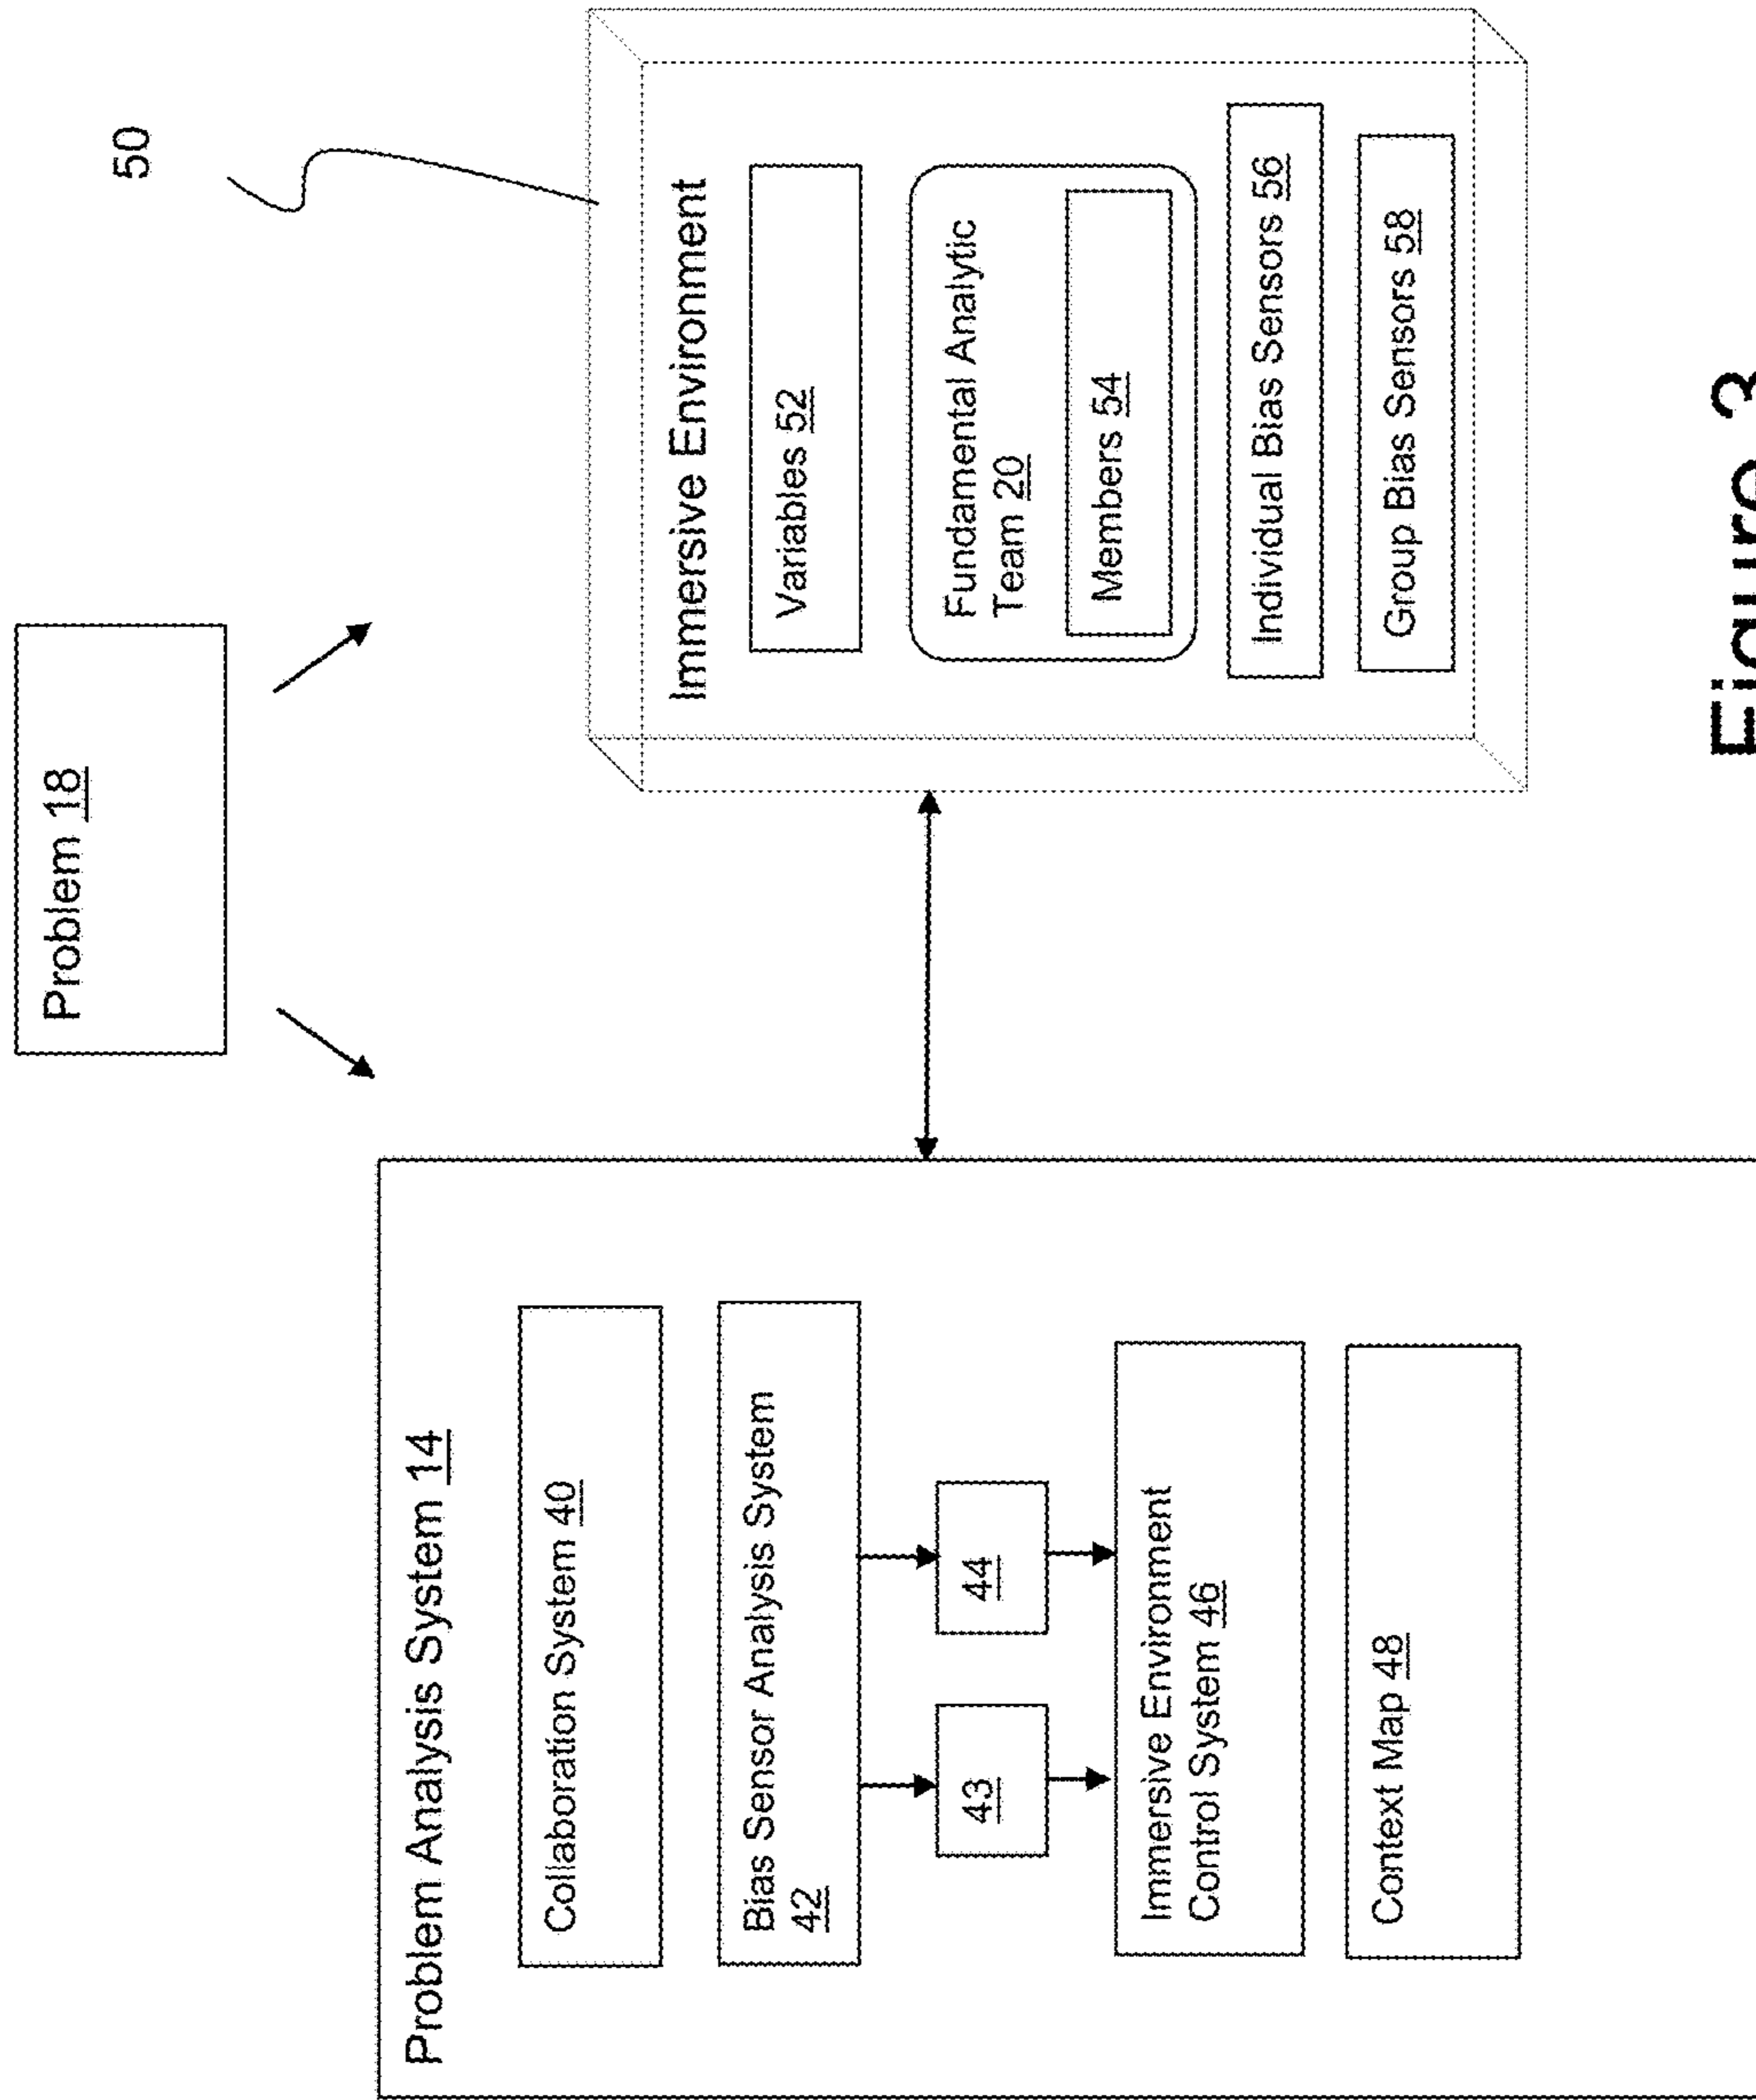 Problem 18
50
Problem Analysis System 14
Collaboration System 40
Bias Sensor Analysis System
42
43
44
Immersive Environment
Control System 46
Context Map 48
Immersive Environment
Variables 52
Fundamental Analytic
Team 20
Members 54
Individual Bias Sensors 56
Group Bias Sensors 58
Figure 3